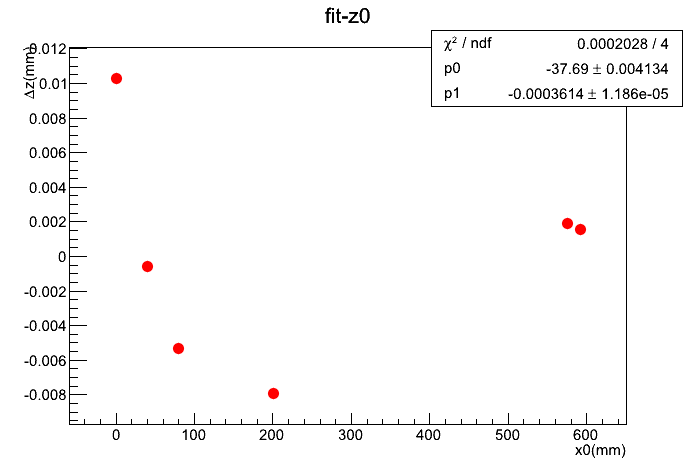 fit-z0
χ² / ndf 0.0002028 / 4
p0 -37.69 ± 0.004134
p1 -0.0003614 ± 1.186e-05
Δz(mm)
0.012
0.01
0.008
0.006
0.004
0.002
0
-0.002
-0.004
-0.006
-0.008
0 100 200 300 400 500 600
x0(mm)